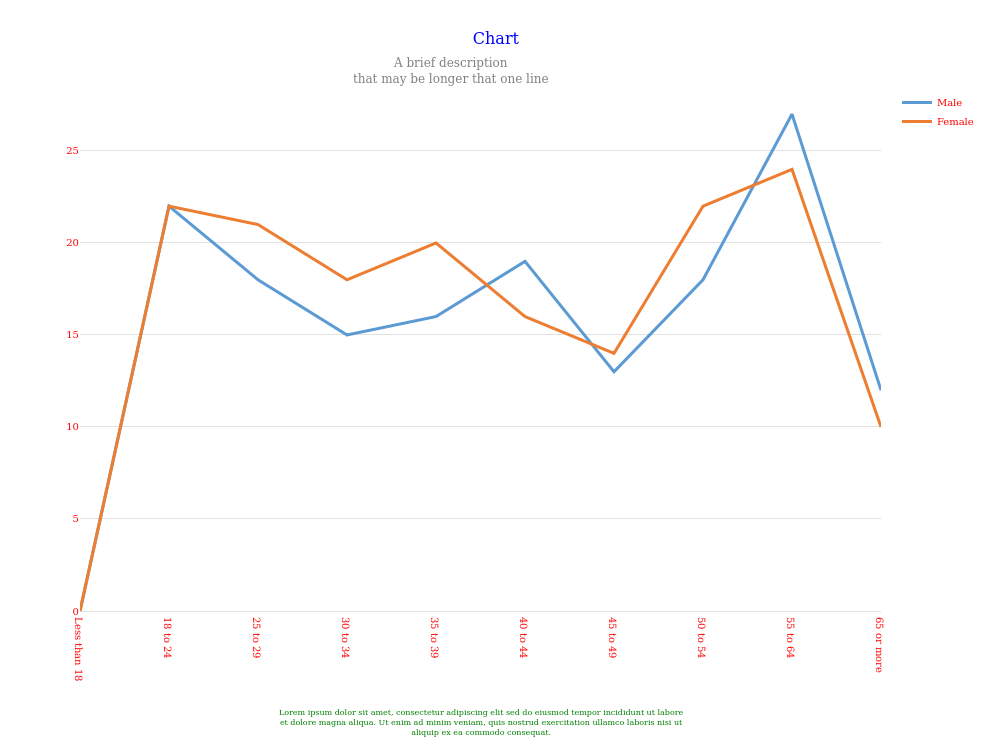 Chart
A brief description
that may be longer that one line
Male
Female
25
20
15
10
5
0
Less than 18
18 to 24
25 to 29
30 to 34
35 to 39
40 to 44
45 to 49
50 to 54
55 to 64
65 or more
Lorem ipsum dolor sit amet, consectetur adipiscing elit sed do eiusmod tempor incididunt ut labore
et dolore magna aliqua. Ut enim ad minim veniam, quis nostrud exercitation ullamco laboris nisi ut
aliquip ex ea commodo consequat.